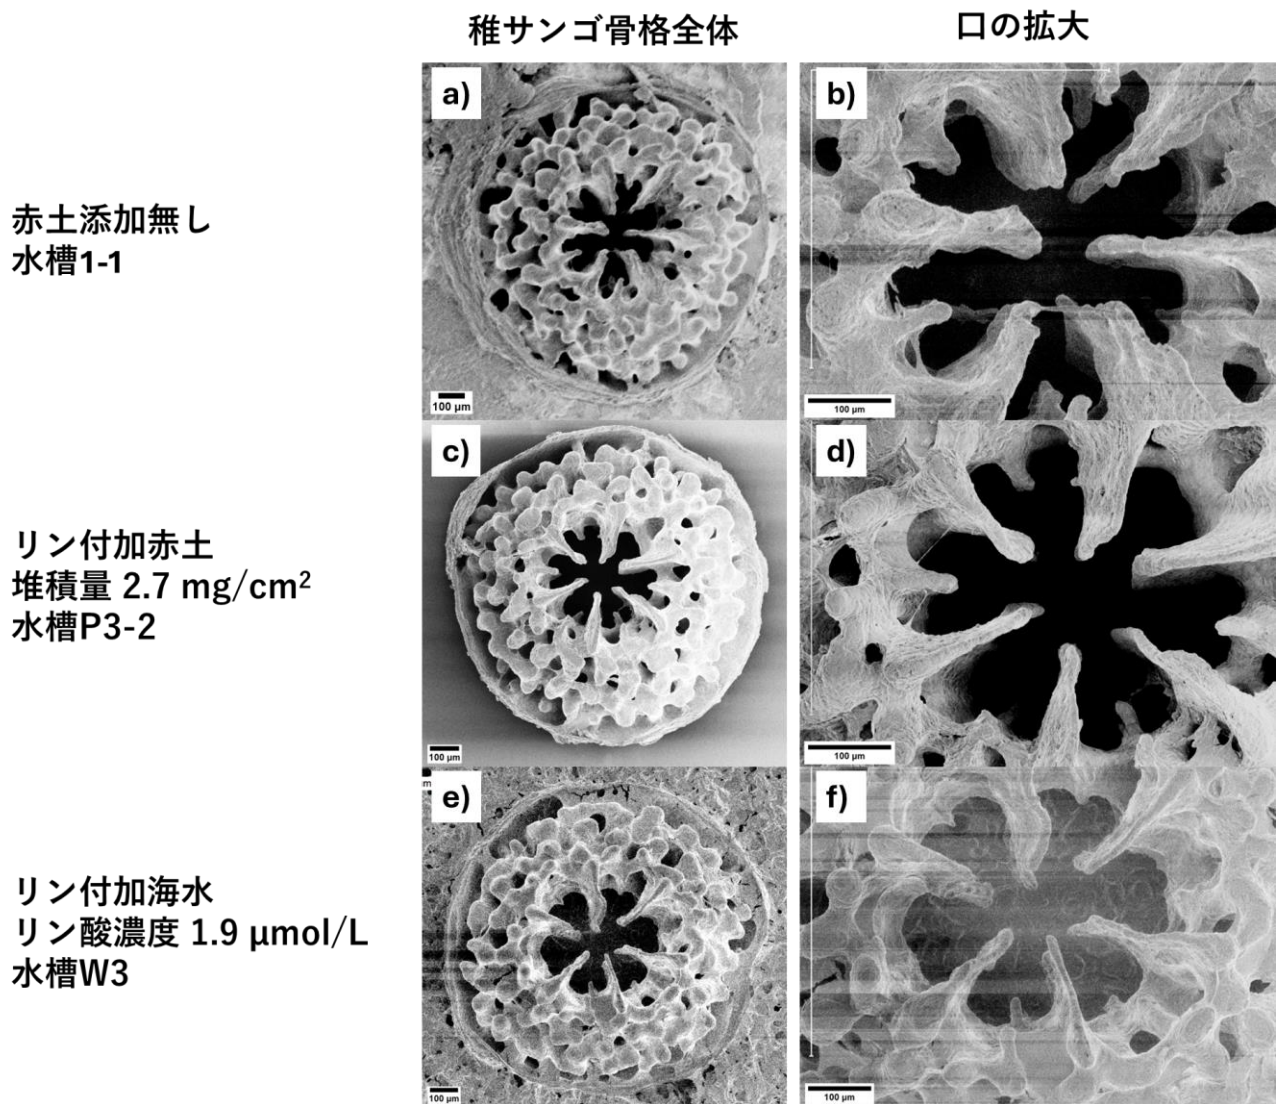 稚サンゴ骨格全体
口の拡大
赤土添加無し
水槽1-1
a)
100 µm
b)
100 µm
リン付加赤土
堆積量 2.7 mg/cm²
水槽P3-2
c)
100 µm
d)
100 µm
リン付加海水
リン酸濃度 1.9 µmol/L
水槽W3
m
e)
100 µm
f)
100 µm